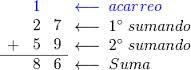 1 ⟵ acarreo
2 7 ⟵ 1° sumando
+ 5 9 ⟵ 2° sumando
8 6 ⟵ Suma